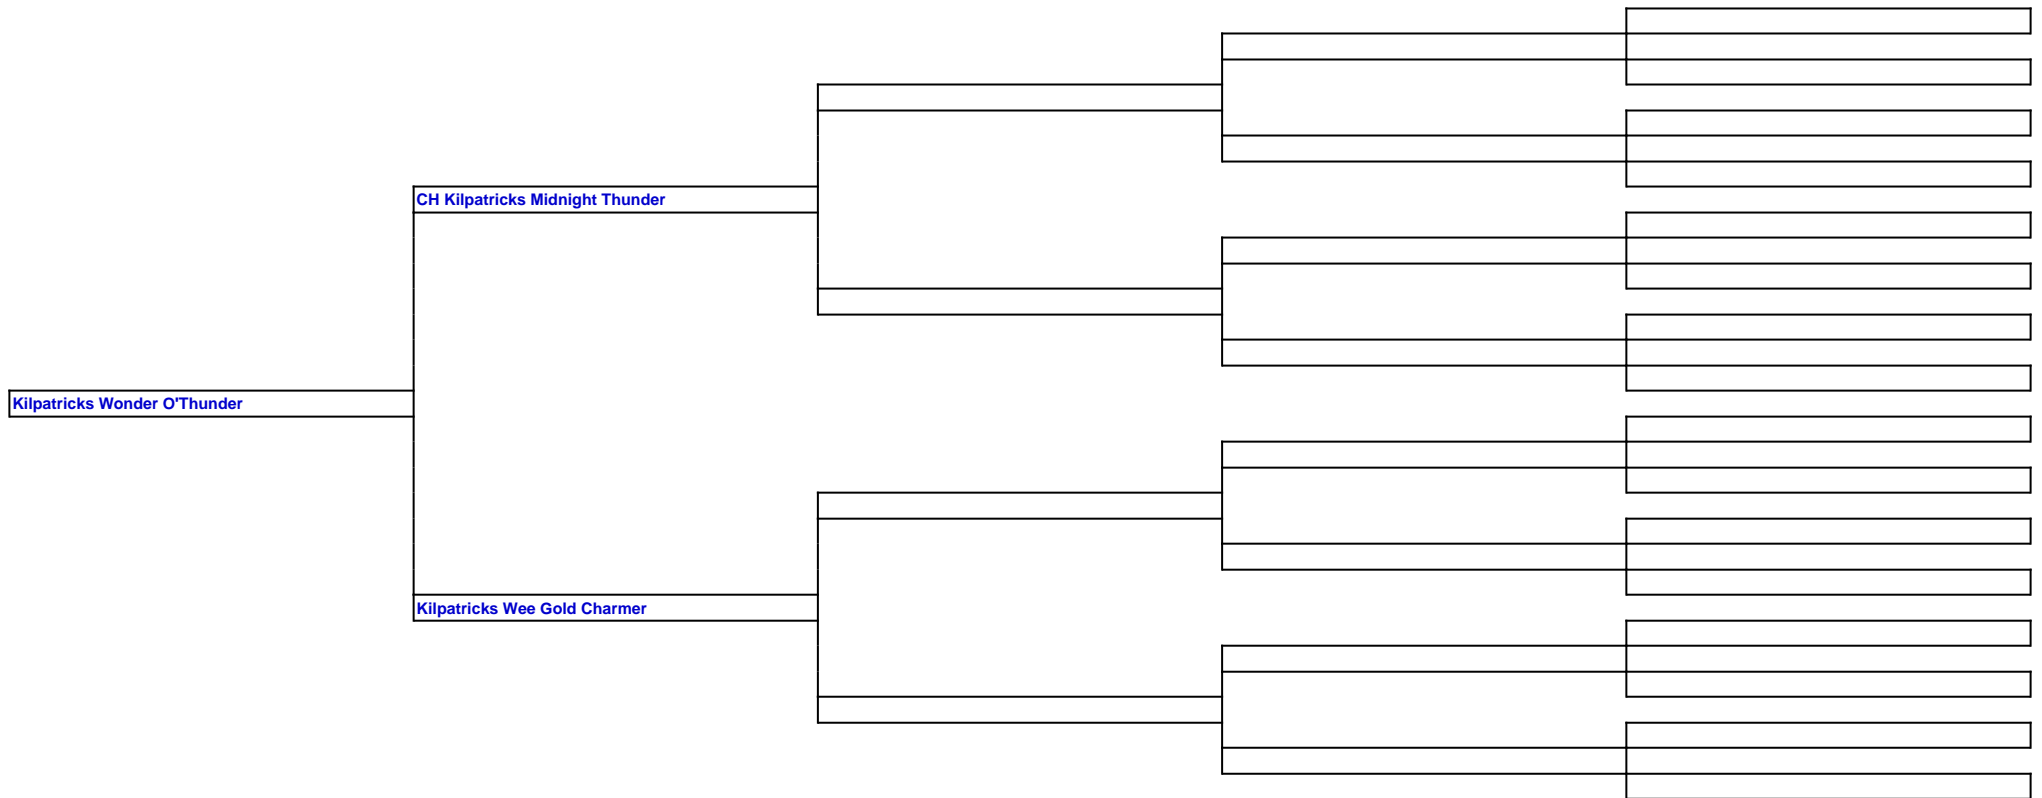 CH Kilpatricks Midnight Thunder
Kilpatricks Wonder O'Thunder
Kilpatricks Wee Gold Charmer